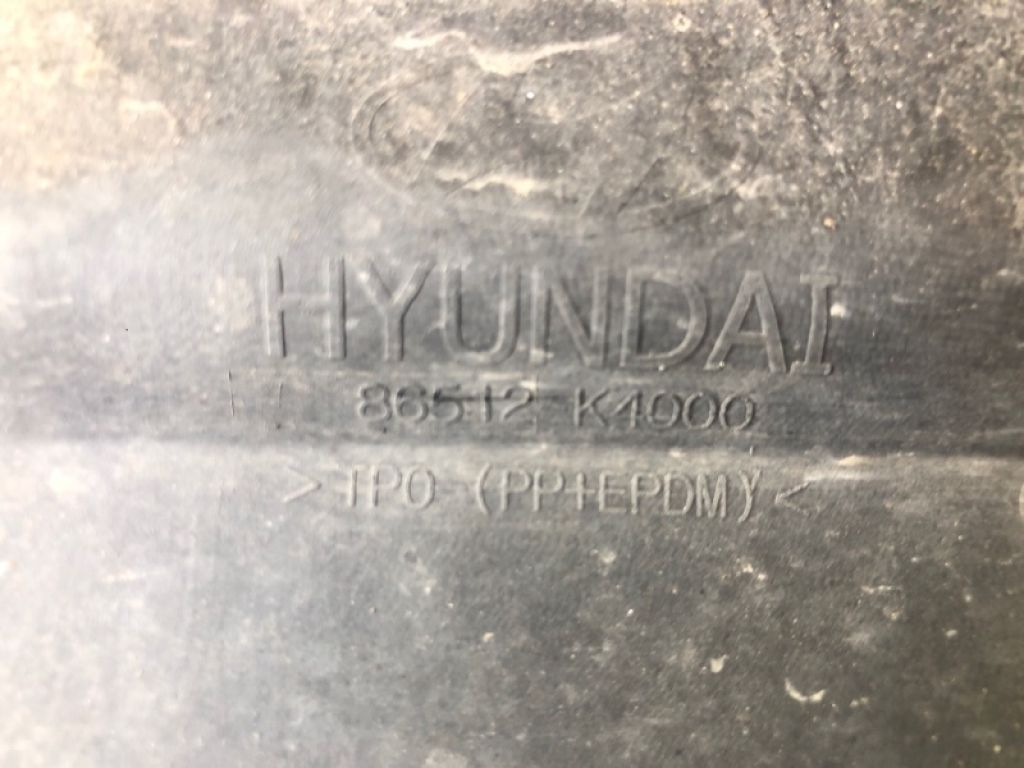 HYUNDAI
86512 K4000
>TPO (PP+EPDM)<